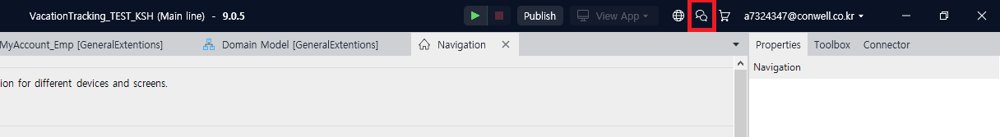 VacationTracking_TEST_KSH (Main line) - 9.0.5 Publish View App a7324347@conwell.co.kr
MyAccount_Emp [GeneralExtentions] Domain Model [GeneralExtentions] Navigation Properties Toolbox Connector
Navigation
ion for different devices and screens.